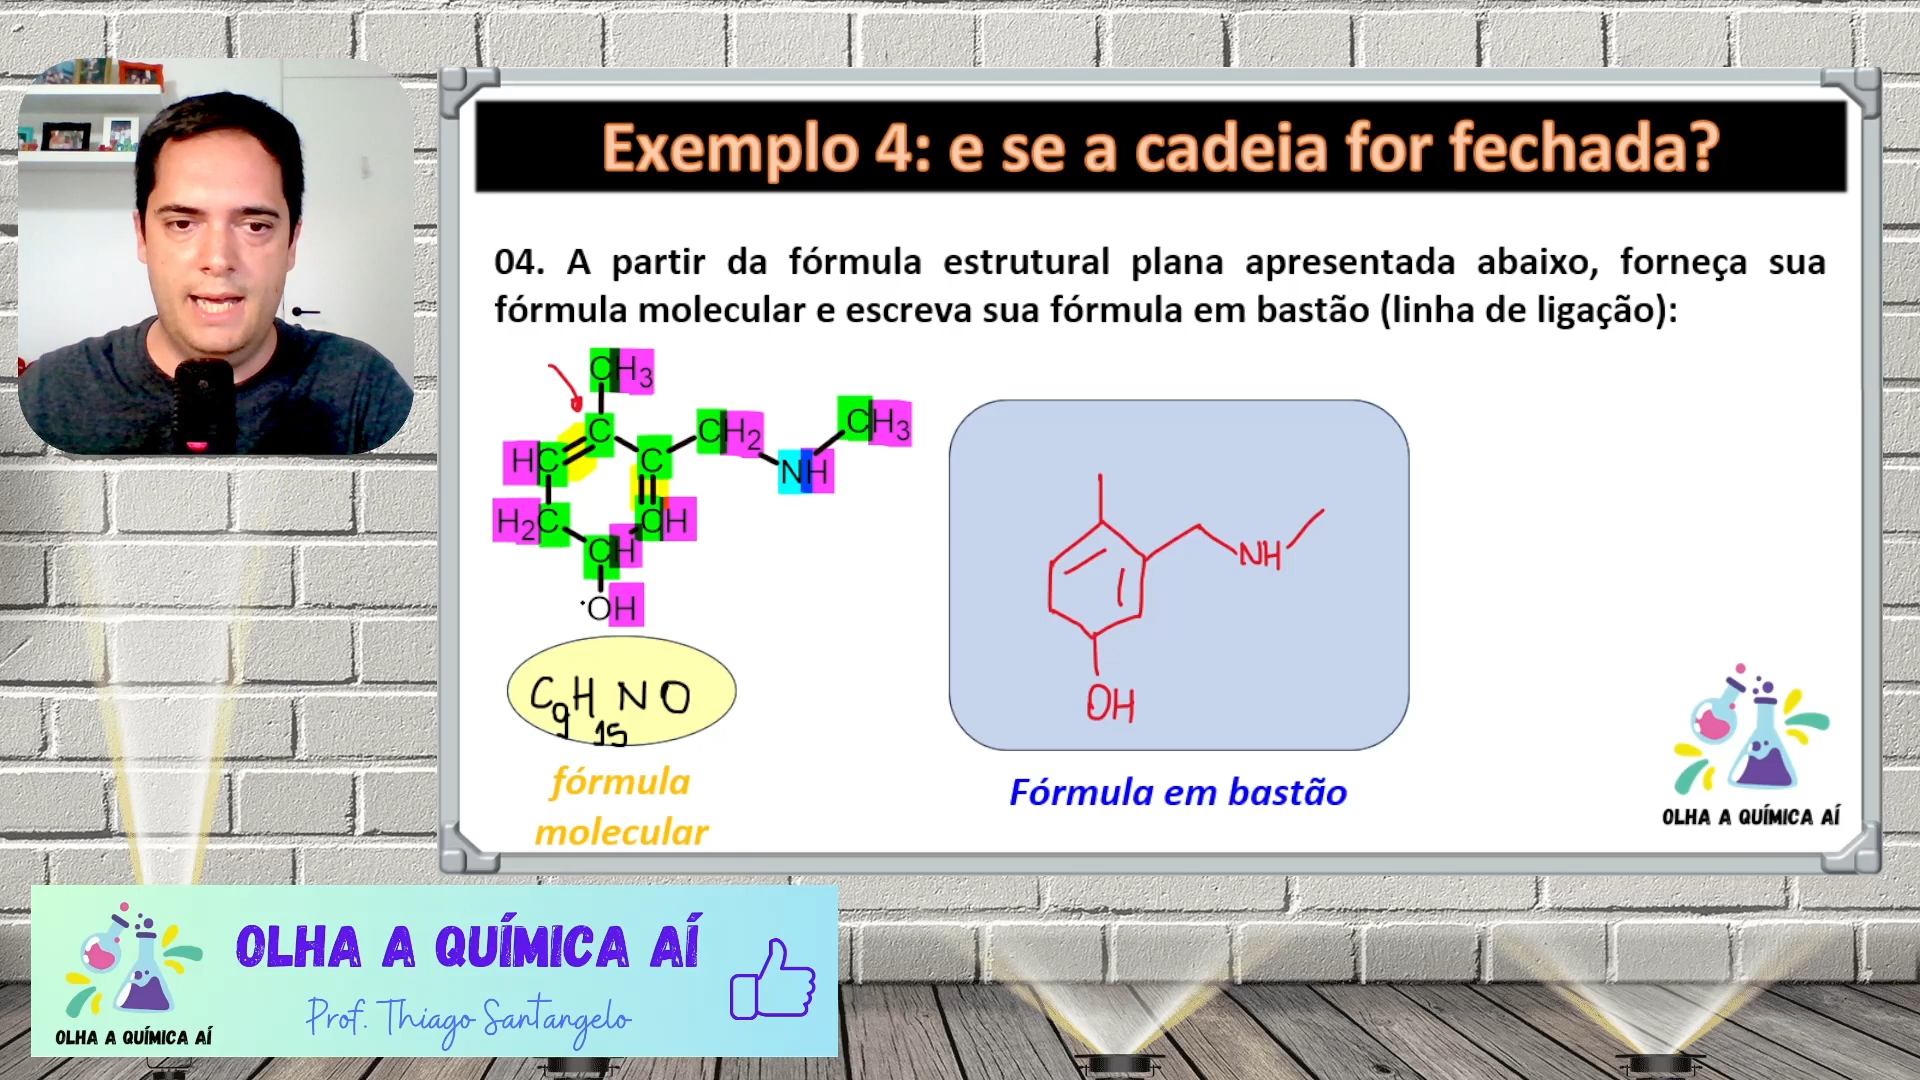 Exemplo 4: e se a cadeia for fechada?
04. A partir da fórmula estrutural plana apresentada abaixo, forneça sua
fórmula molecular e escreva sua fórmula em bastão (linha de ligação):
CH3
C
CH2
CH3
HC
C
NH
H2C
CH
CH
OH
NH
OH
C9H15NO
fórmula
molecular
Fórmula em bastão
OLHA A QUÍMICA AÍ
OLHA A QUÍMICA AÍ
Prof. Thiago Santangelo
OLHA A QUÍMICA AÍ